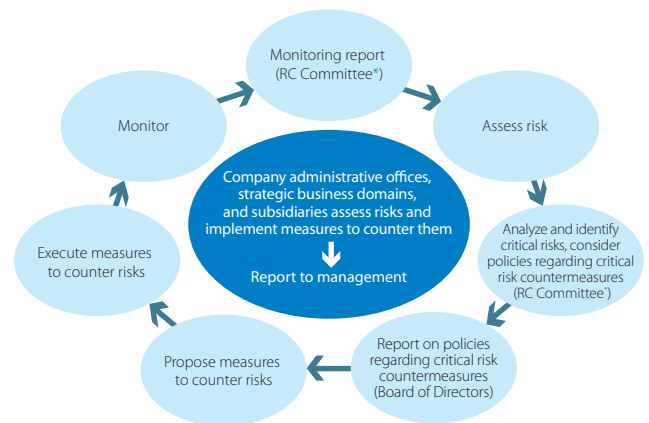 Monitoring report
(RC Committee*)
Monitor
Assess risk
Company administrative offices,
strategic business domains,
and subsidiaries assess risks and
implement measures to counter them
Report to management
Execute measures
to counter risks
Analyze and identify
critical risks, consider
policies regarding critical
risk countermeasures
(RC Committee*)
Propose measures
to counter risks
Report on policies
regarding critical risk
countermeasures
(Board of Directors)